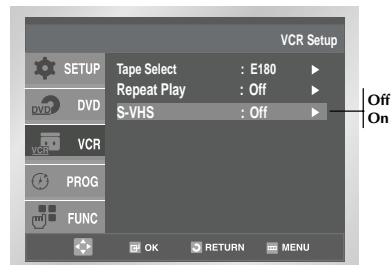 VCR Setup
SETUP
DVD DVD
VCR VCR
PROG
FUNC
Tape Select : E180 ►
Repeat Play : Off ►
S-VHS : Off ►
Off
On
OK RETURN MENU